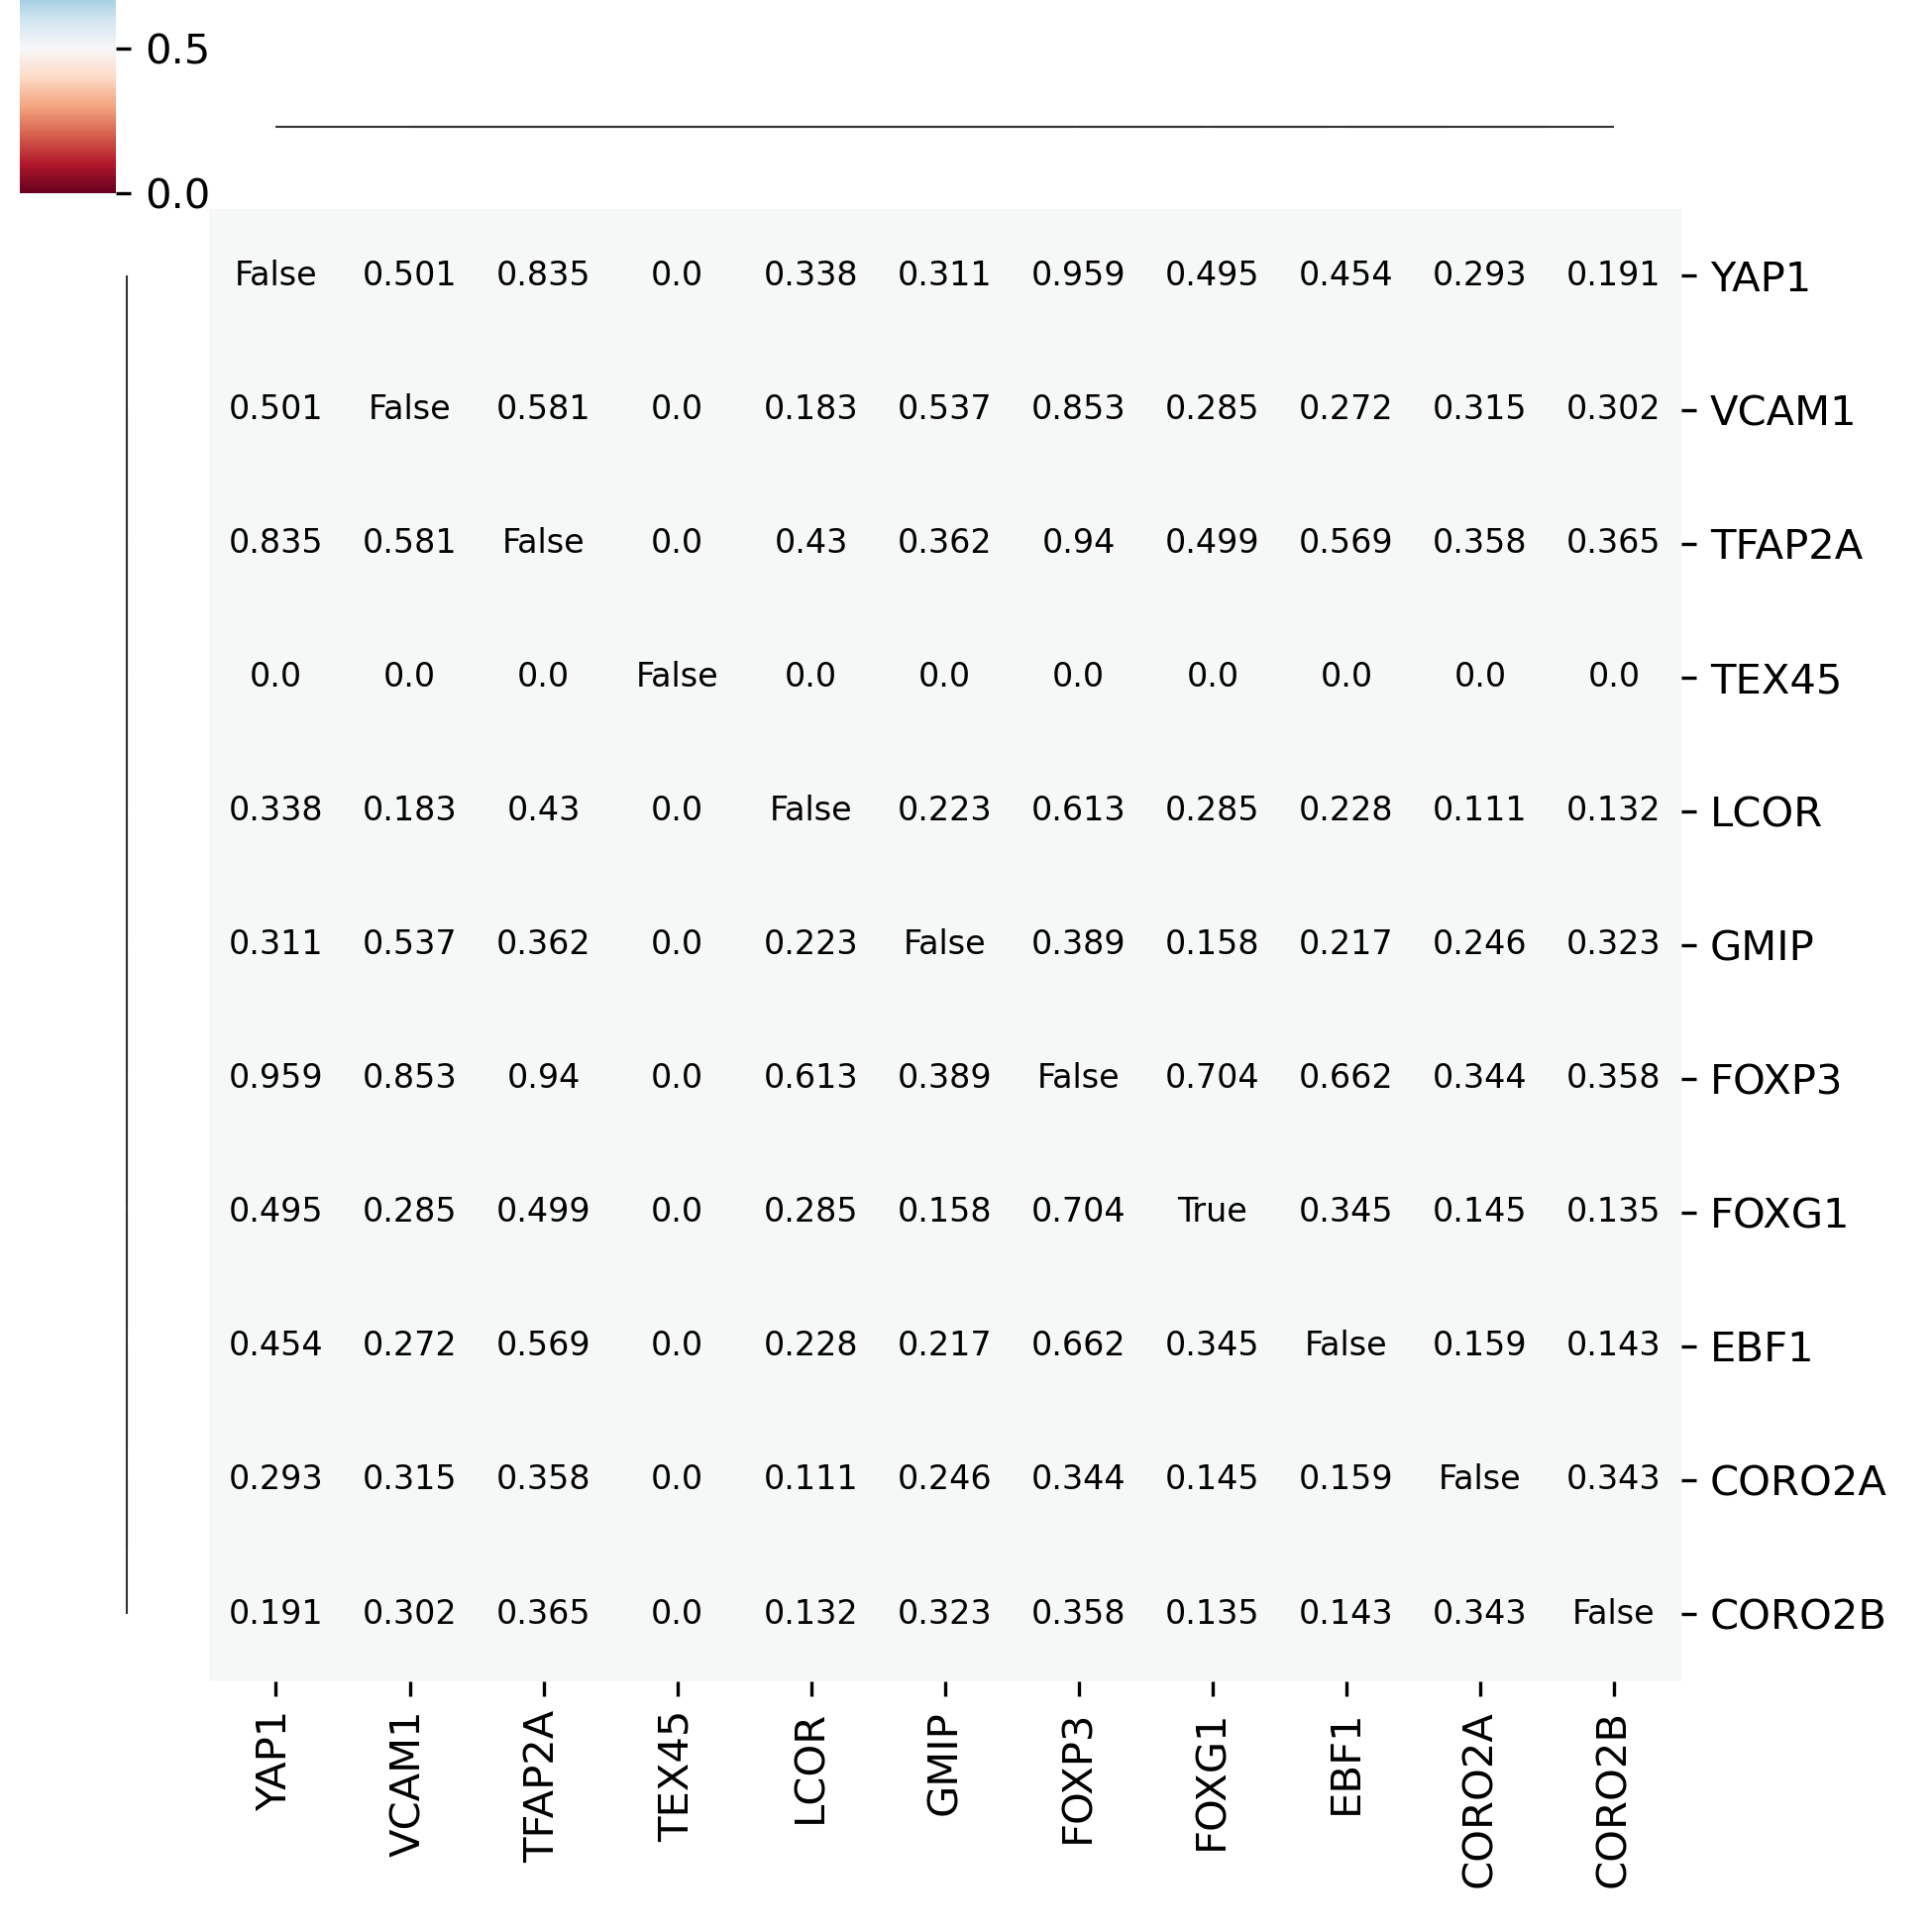 0.5
0.0
False 0.501 0.835 0.0 0.338 0.311 0.959 0.495 0.454 0.293 0.191 YAP1
0.501 False 0.581 0.0 0.183 0.537 0.853 0.285 0.272 0.315 0.302 VCAM1
0.835 0.581 False 0.0 0.43 0.362 0.94 0.499 0.569 0.358 0.365 TFAP2A
0.0 0.0 0.0 False 0.0 0.0 0.0 0.0 0.0 0.0 0.0 TEX45
0.338 0.183 0.43 0.0 False 0.223 0.613 0.285 0.228 0.111 0.132 LCOR
0.311 0.537 0.362 0.0 0.223 False 0.389 0.158 0.217 0.246 0.323 GMIP
0.959 0.853 0.94 0.0 0.613 0.389 False 0.704 0.662 0.344 0.358 FOXP3
0.495 0.285 0.499 0.0 0.285 0.158 0.704 True 0.345 0.145 0.135 FOXG1
0.454 0.272 0.569 0.0 0.228 0.217 0.662 0.345 False 0.159 0.143 EBF1
0.293 0.315 0.358 0.0 0.111 0.246 0.344 0.145 0.159 False 0.343 CORO2A
0.191 0.302 0.365 0.0 0.132 0.323 0.358 0.135 0.143 0.343 False CORO2B
YAP1 VCAM1 TFAP2A TEX45 LCOR GMIP FOXP3 FOXG1 EBF1 CORO2A CORO2B